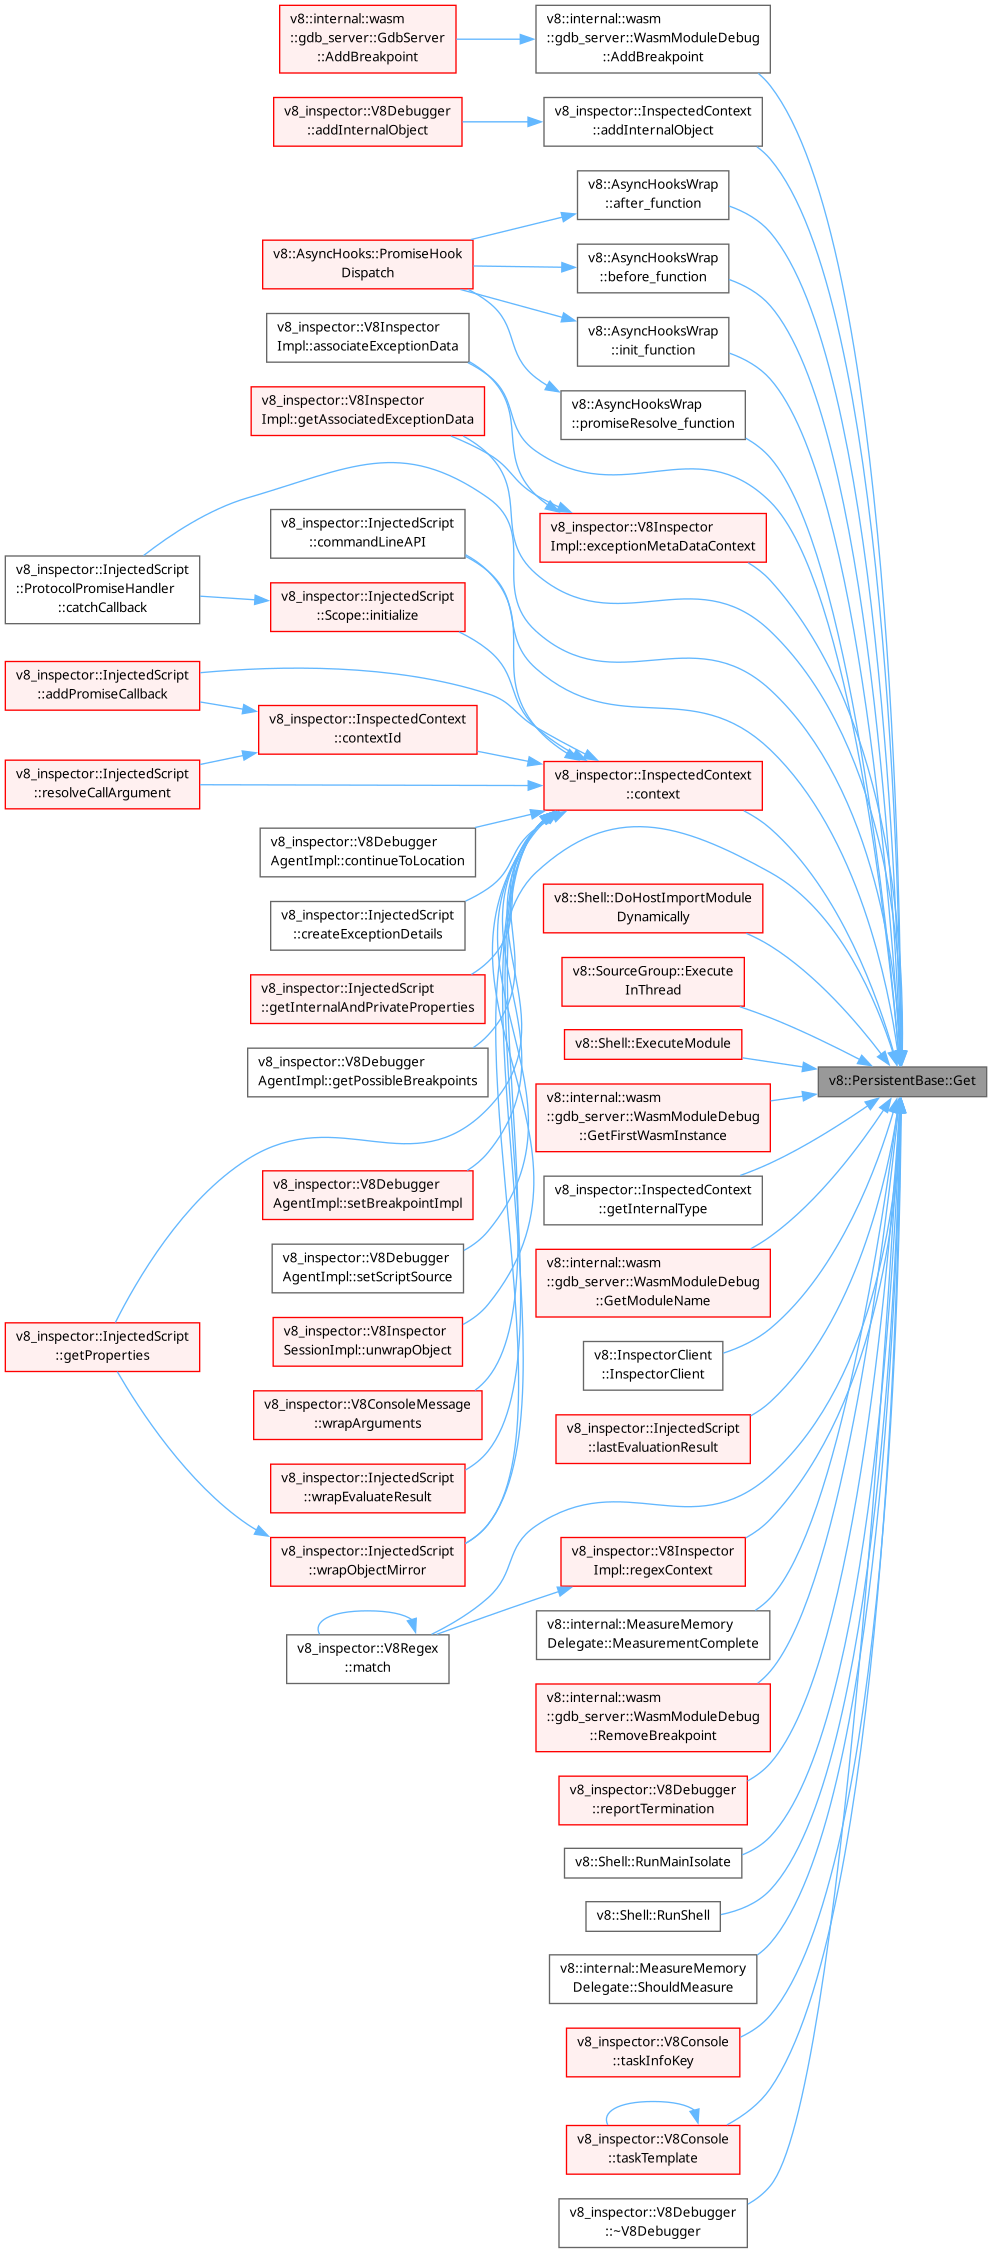 v8::internal::wasm
::gdb_server::GdbServer
::AddBreakpoint
v8::internal::wasm
::gdb_server::WasmModuleDebug
::AddBreakpoint
v8_inspector::V8Debugger
::addInternalObject
v8_inspector::InspectedContext
::addInternalObject
v8::AsyncHooksWrap
::after_function
v8::AsyncHooks::PromiseHook
Dispatch
v8::AsyncHooksWrap
::before_function
v8_inspector::V8Inspector
Impl::associateExceptionData
v8::AsyncHooksWrap
::init_function
v8_inspector::V8Inspector
Impl::getAssociatedExceptionData
v8::AsyncHooksWrap
::promiseResolve_function
v8_inspector::InjectedScript
::commandLineAPI
v8_inspector::V8Inspector
Impl::exceptionMetaDataContext
v8_inspector::InjectedScript
::ProtocolPromiseHandler
::catchCallback
v8_inspector::InjectedScript
::Scope::initialize
v8_inspector::InjectedScript
::addPromiseCallback
v8_inspector::InspectedContext
::contextId
v8_inspector::InjectedScript
::resolveCallArgument
v8_inspector::InspectedContext
::context
v8_inspector::V8Debugger
AgentImpl::continueToLocation
v8_inspector::InjectedScript
::createExceptionDetails
v8::Shell::DoHostImportModule
Dynamically
v8_inspector::InjectedScript
::getInternalAndPrivateProperties
v8::SourceGroup::Execute
InThread
v8::Shell::ExecuteModule
v8_inspector::V8Debugger
AgentImpl::getPossibleBreakpoints
v8::PersistentBase::Get
v8::internal::wasm
::gdb_server::WasmModuleDebug
::GetFirstWasmInstance
v8_inspector::V8Debugger
AgentImpl::setBreakpointImpl
v8_inspector::InspectedContext
::getInternalType
v8_inspector::V8Debugger
AgentImpl::setScriptSource
v8::internal::wasm
::gdb_server::WasmModuleDebug
::GetModuleName
v8_inspector::InjectedScript
::getProperties
v8_inspector::V8Inspector
SessionImpl::unwrapObject
v8::InspectorClient
::InspectorClient
v8_inspector::V8ConsoleMessage
::wrapArguments
v8_inspector::InjectedScript
::lastEvaluationResult
v8_inspector::InjectedScript
::wrapEvaluateResult
v8_inspector::InjectedScript
::wrapObjectMirror
v8_inspector::V8Inspector
Impl::regexContext
v8_inspector::V8Regex
::match
v8::internal::MeasureMemory
Delegate::MeasurementComplete
v8::internal::wasm
::gdb_server::WasmModuleDebug
::RemoveBreakpoint
v8_inspector::V8Debugger
::reportTermination
v8::Shell::RunMainIsolate
v8::Shell::RunShell
v8::internal::MeasureMemory
Delegate::ShouldMeasure
v8_inspector::V8Console
::taskInfoKey
v8_inspector::V8Console
::taskTemplate
v8_inspector::V8Debugger
::~V8Debugger